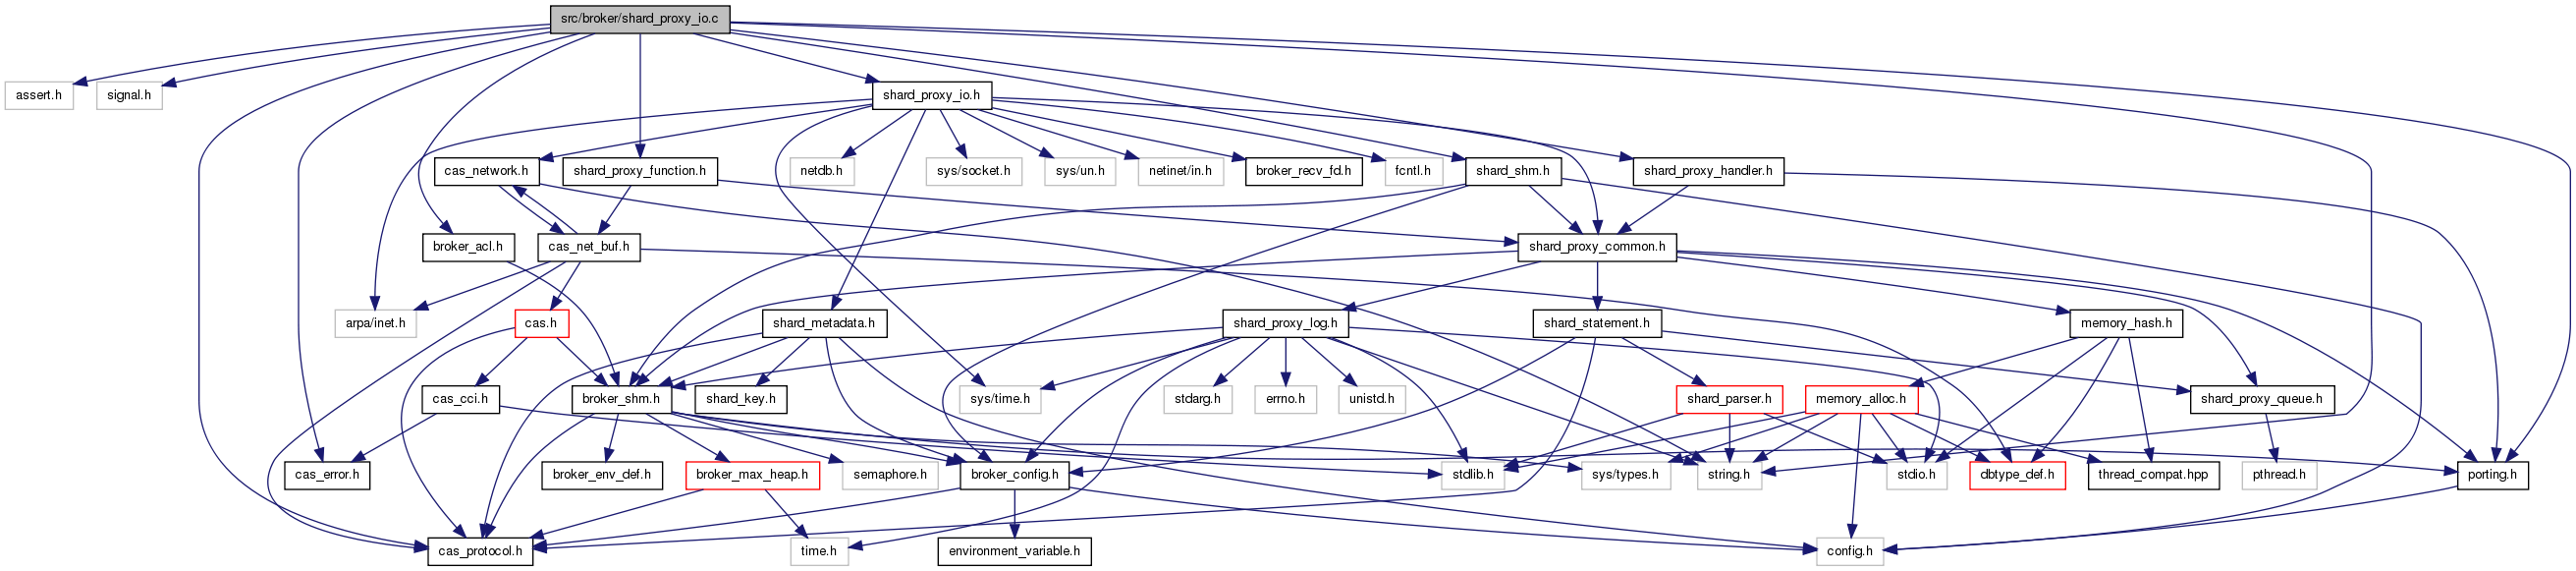 src/broker/shard_proxy_io.c
assert.h
signal.h
shard_proxy_io.h
cas_network.h
shard_proxy_function.h
netdb.h
sys/socket.h
sys/un.h
netinet/in.h
broker_recv_fd.h
fcntl.h
shard_shm.h
shard_proxy_handler.h
broker_acl.h
cas_net_buf.h
shard_proxy_common.h
arpa/inet.h
cas.h
shard_metadata.h
shard_proxy_log.h
shard_statement.h
memory_hash.h
cas_cci.h
broker_shm.h
shard_key.h
sys/time.h
stdarg.h
errno.h
unistd.h
shard_parser.h
memory_alloc.h
shard_proxy_queue.h
cas_error.h
broker_env_def.h
broker_max_heap.h
semaphore.h
broker_config.h
stdlib.h
sys/types.h
string.h
stdio.h
dbtype_def.h
thread_compat.hpp
pthread.h
porting.h
cas_protocol.h
time.h
environment_variable.h
config.h